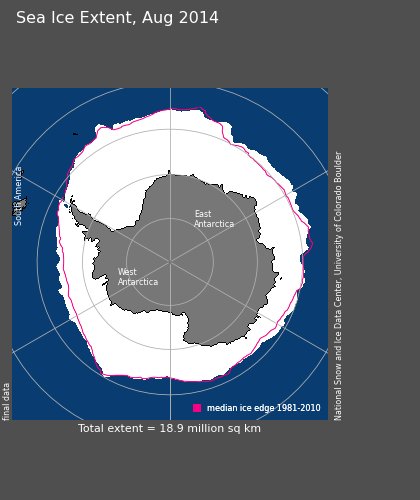 Sea Ice Extent, Aug 2014
South America
East
Antarctica
West
Antarctica
National Snow and Ice Data Center, University of Colorado Boulder
final data
median ice edge 1981-2010
Total extent = 18.9 million sq km